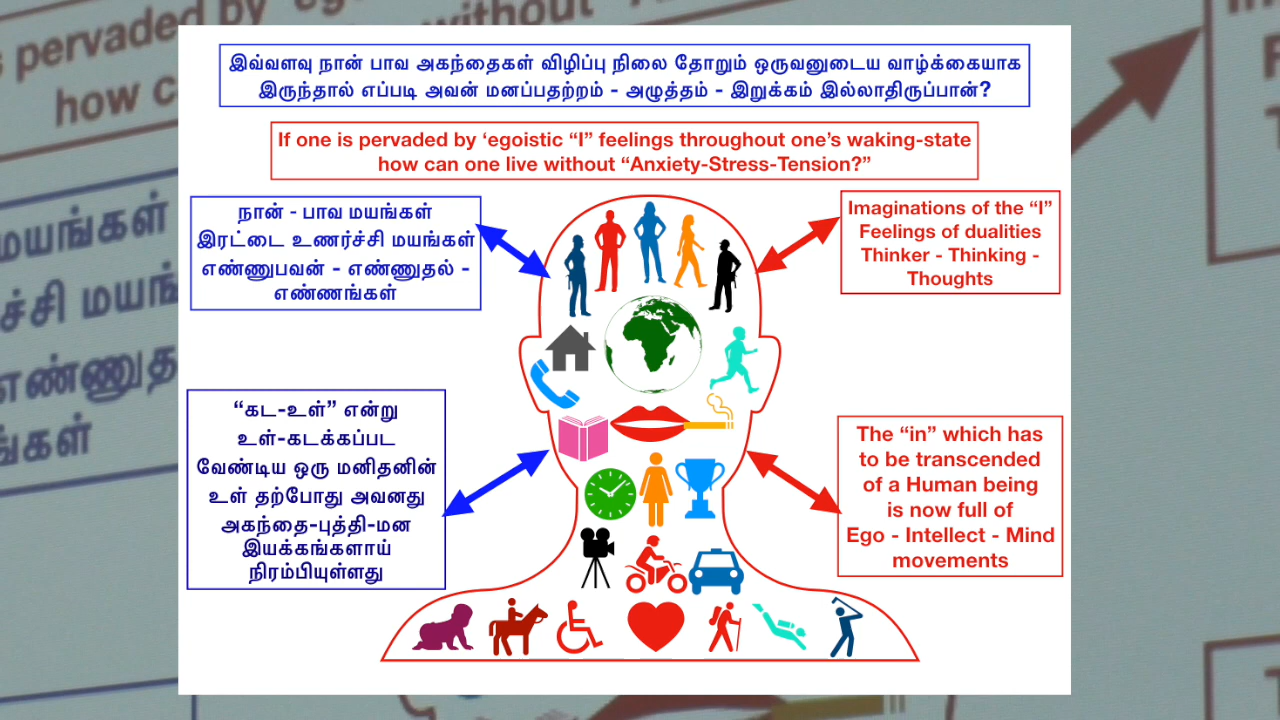 இவ்வளவு நான் பாவ அகந்தைகள் விழிப்பு நிலை தோறும் ஒருவனுடைய வாழ்க்கையாக
இருந்தால் எப்படி அவன் மனப்பதற்றம் - அழுத்தம் - இறுக்கம் இல்லாதிருப்பான்?
If one is pervaded by ‘egoistic “I” feelings throughout one’s waking-state
how can one live without “Anxiety-Stress-Tension?”
நான் - பாவ மயங்கள்
இரட்டை உணர்ச்சி மயங்கள்
எண்ணுபவன் - எண்ணுதல் -
எண்ணங்கள்
Imaginations of the “I”
Feelings of dualities
Thinker - Thinking -
Thoughts
“கட-உள்” என்று
உள்-கடக்கப்பட
வேண்டிய ஒரு மனிதனின்
உள் தற்போது அவனது
அகந்தை-புத்தி-மன
இயக்கங்களாய்
நிரம்பியுள்ளது
The “in” which has
to be transcended
of a Human being
is now full of
Ego - Intellect - Mind
movements